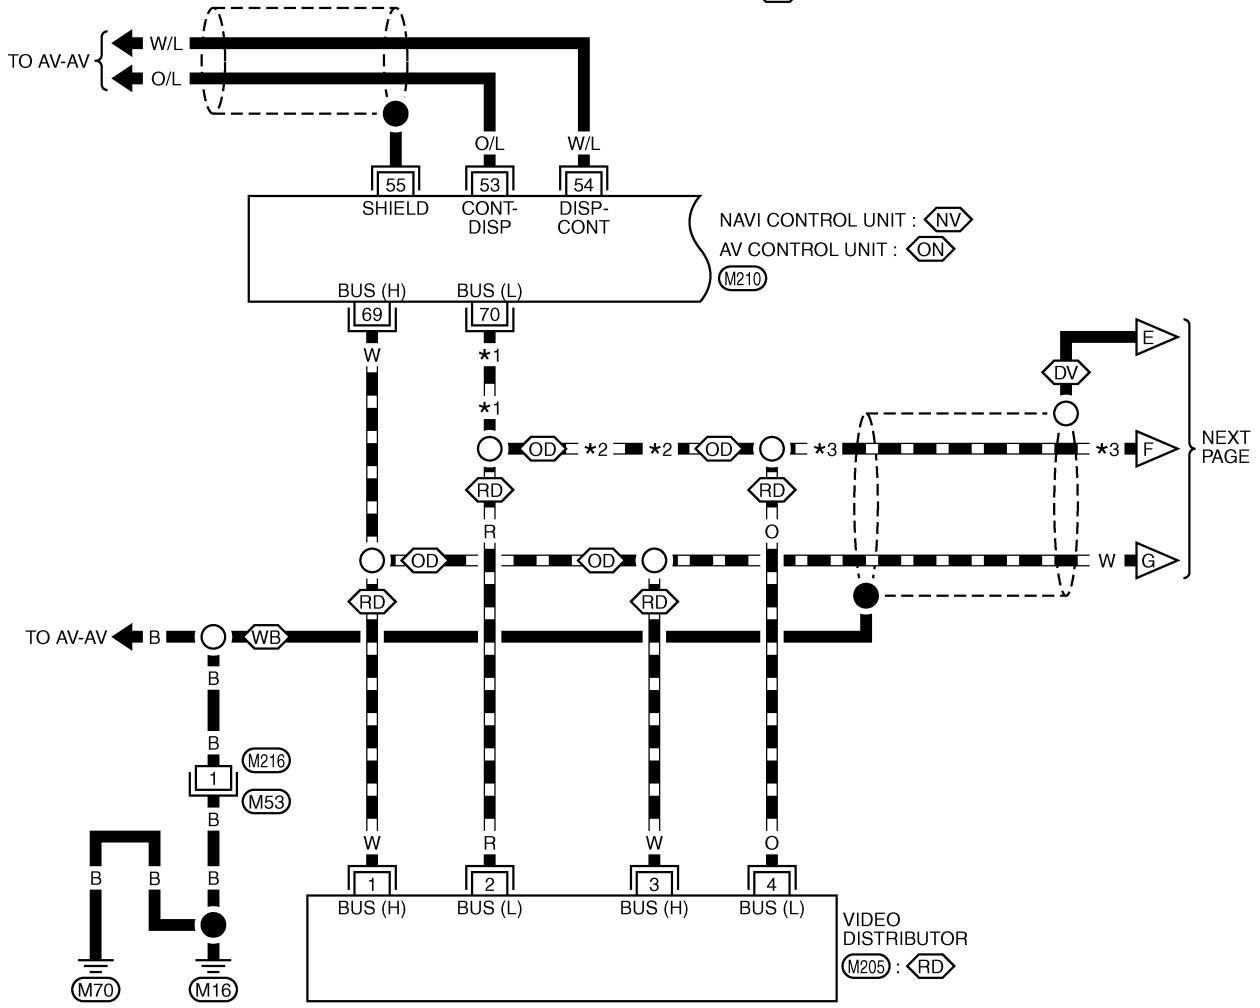 W/L
TO AV-AV
O/L
O/L W/L
55 53 54
SHIELD CONT- DISP-
DISP CONT
NAVI CONTROL UNIT : NV
AV CONTROL UNIT : ON
M210
BUS (H) BUS (L)
69 70
W *1
*1
E
DV
OD *2 *2 OD *3 *3 F
NEXT
PAGE
RD RD
R O
OD OD W G
RD RD
TO AV-AV B WB
B
B M216
1
M53
B
W R W O
B B B
1 2 3 4
BUS (H) BUS (L) BUS (H) BUS (L)
VIDEO
DISTRIBUTOR
M205 : RD
M70 M16